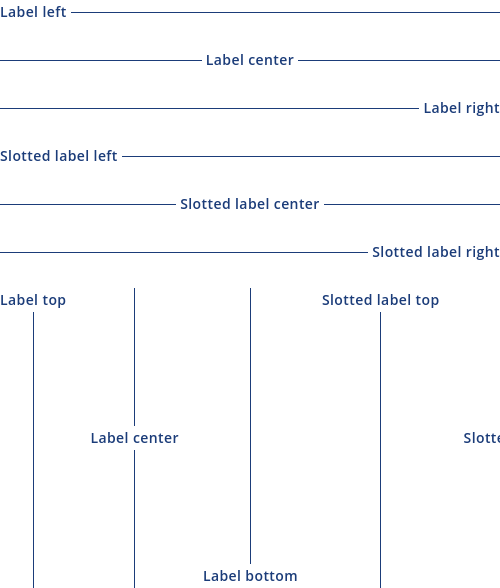 Label left
Label center
Label right
Slotted label left
Slotted label center
Slotted label right
Label top
Slotted label top
Label center
Label bottom